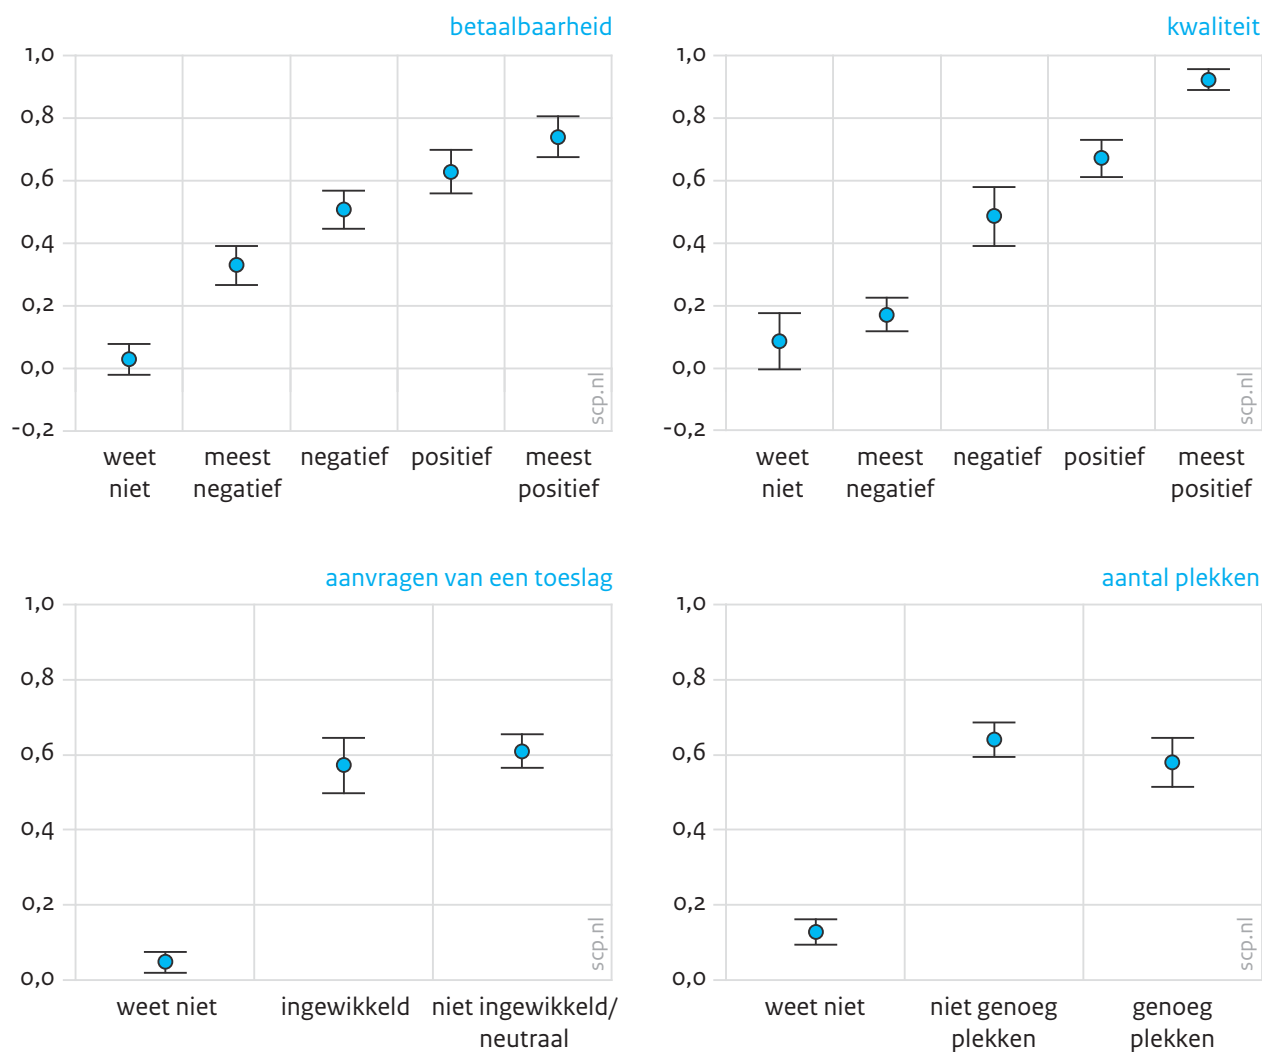 betaalbaarheid
1,0
0,8
0,6
0,4
0,2
0,0
-0,2
scp.nl
weet niet
meest negatief
negatief
positief
meest positief
kwaliteit
1,0
0,8
0,6
0,4
0,2
0,0
-0,2
scp.nl
weet niet
meest negatief
negatief
positief
meest positief
aanvragen van een toeslag
1,0
0,8
0,6
0,4
0,2
0,0
scp.nl
weet niet
ingewikkeld
niet ingewikkeld/
neutraal
aantal plekken
1,0
0,8
0,6
0,4
0,2
0,0
scp.nl
weet niet
niet genoeg
plekken
genoeg
plekken